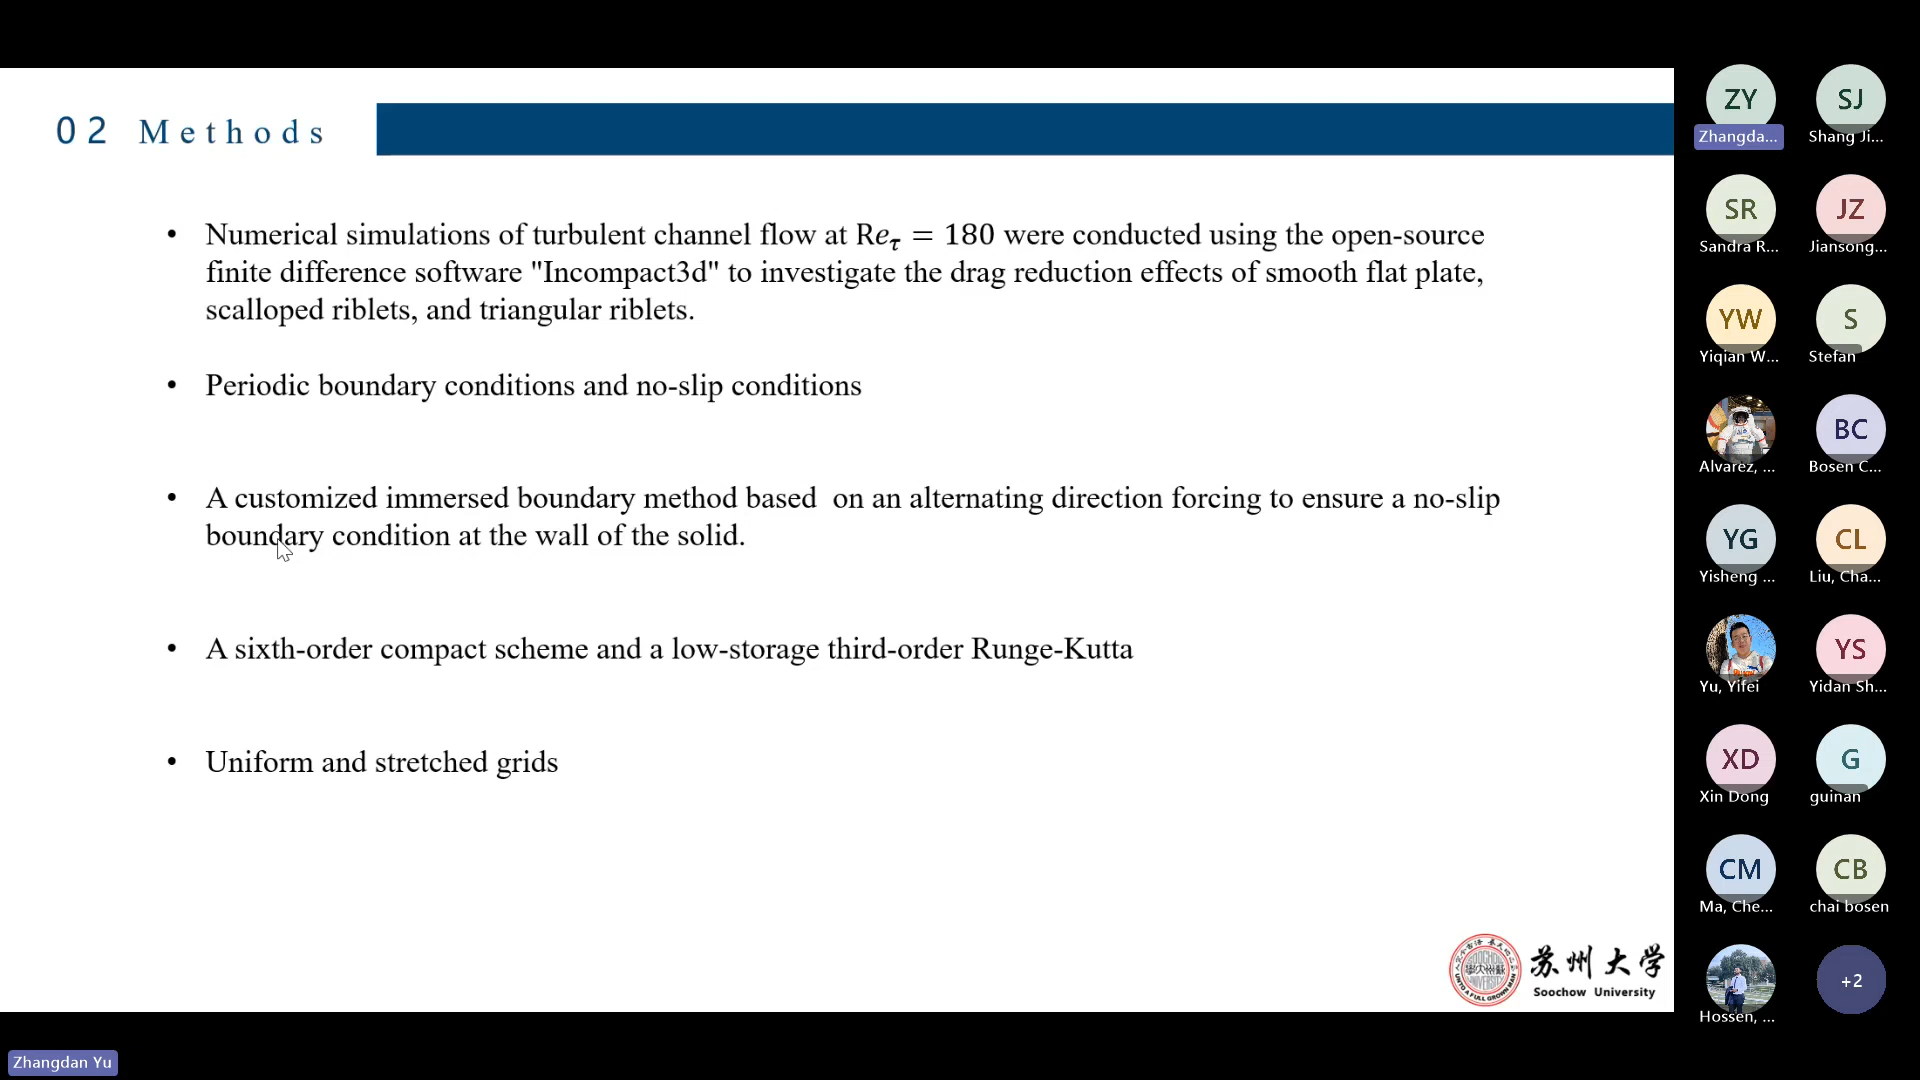 02 Methods
• Numerical simulations of turbulent channel flow at Re𝝉 = 180 were conducted using the open-source
finite difference software "Incompact3d" to investigate the drag reduction effects of smooth flat plate,
scalloped riblets, and triangular riblets.
• Periodic boundary conditions and no-slip conditions
• A customized immersed boundary method based  on an alternating direction forcing to ensure a no-slip
boundary condition at the wall of the solid.
• A sixth-order compact scheme and a low-storage third-order Runge-Kutta
• Uniform and stretched grids
苏州大学
Soochow University
Zhangdan Yu
ZY
Zhangda...
SJ
Shang Ji...
SR
Sandra R...
JZ
Jiansong...
YW
Yiqian W...
S
Stefan
Alvarez, ...
BC
Bosen C...
YG
Yisheng ...
CL
Liu, Cha...
Yu, Yifei
YS
Yidan Sh...
XD
Xin Dong
G
guinan
CM
Ma, Che...
CB
chai bosen
Hossen, ...
+2